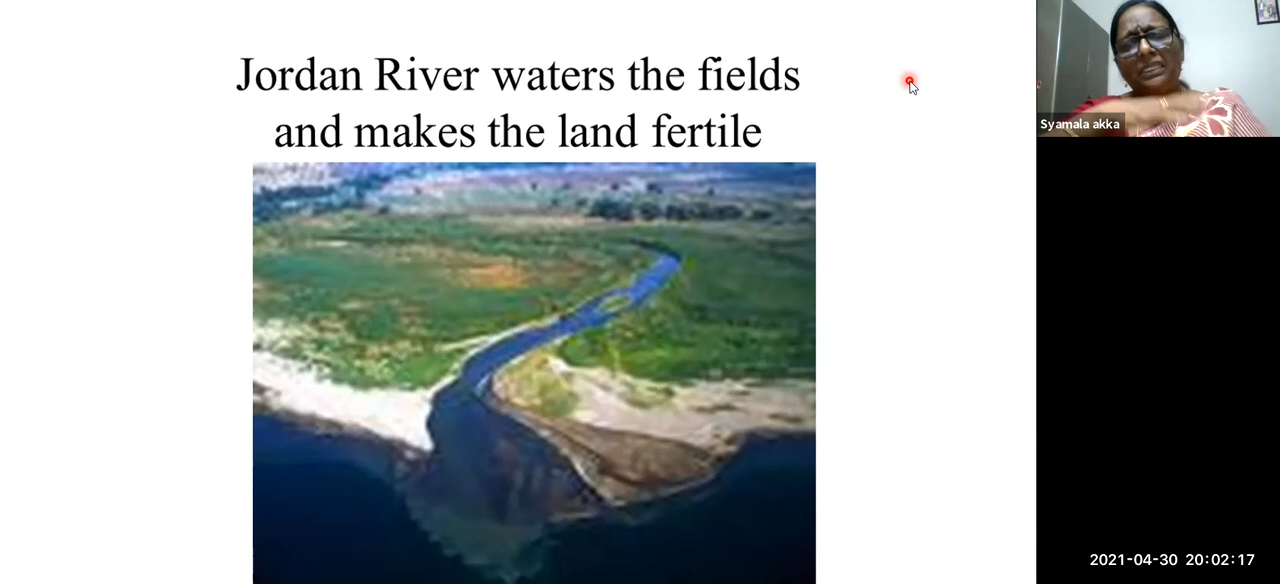 Jordan River waters the fields
and makes the land fertile
Syamala akka
2021-04-30 20:02:17